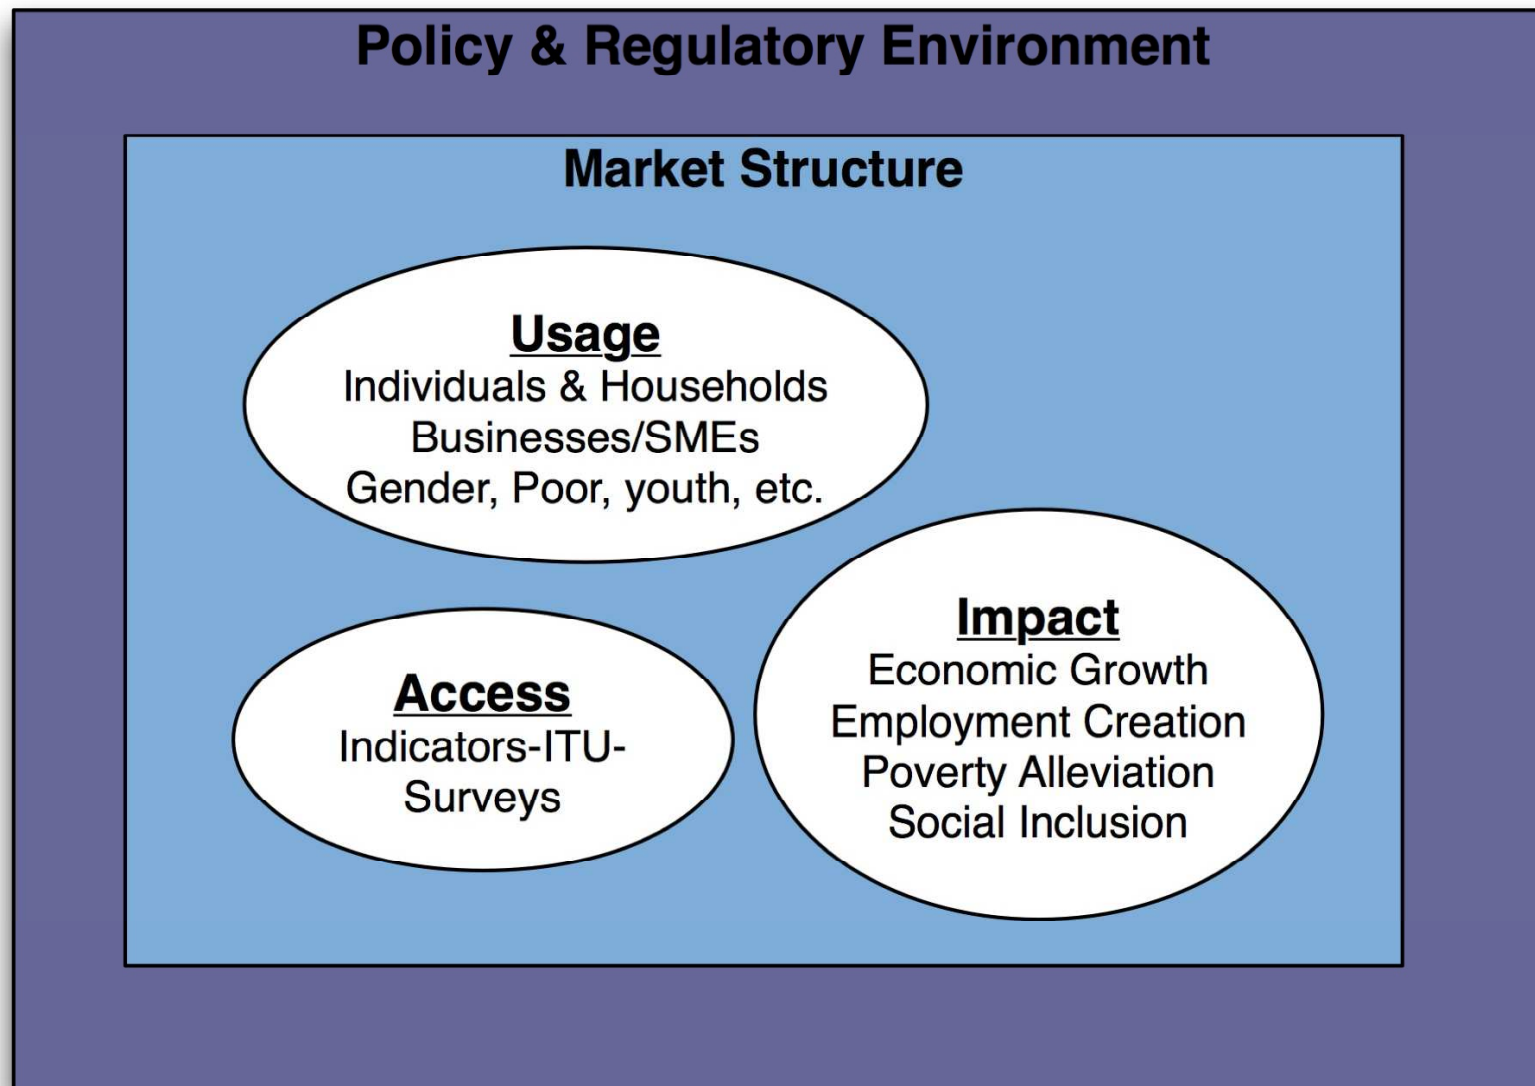 Policy & Regulatory Environment
Market Structure
Usage
Individuals & Households
Businesses/SMEs
Gender, Poor, youth, etc.
Access
Indicators-ITU-
Surveys
Impact
Economic Growth
Employment Creation
Poverty Alleviation
Social Inclusion